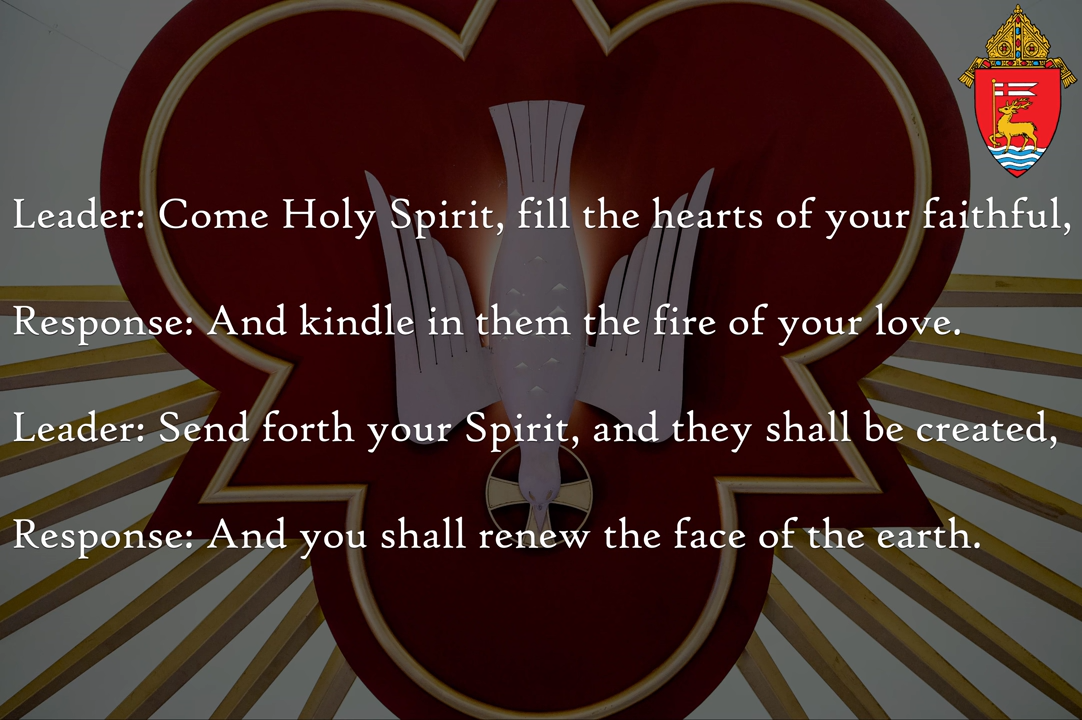 Leader: Come Holy Spirit, fill the hearts of your faithful,
Response: And kindle in them the fire of your love.
Leader: Send forth your Spirit, and they shall be created,
Response: And you shall renew the face of the earth.